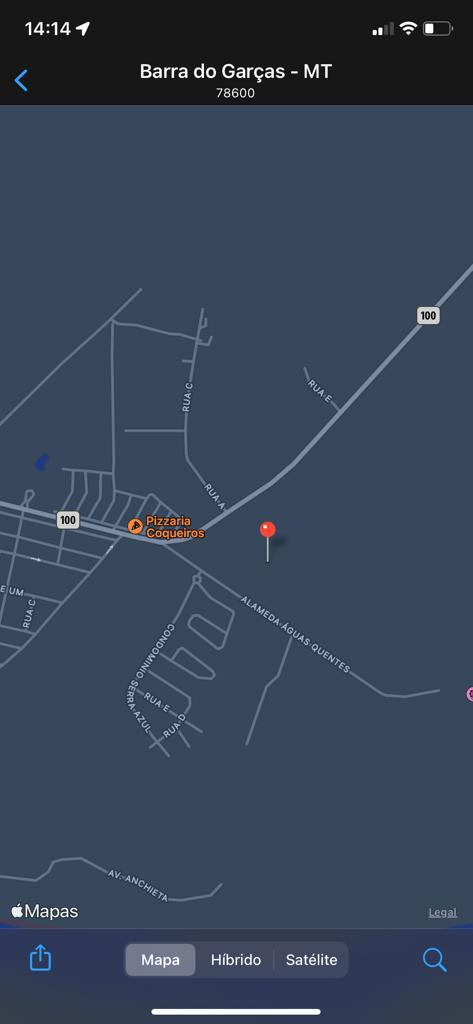 14:14
Barra do Garças - MT
78600
100
RUA E
RUA C
RUA A
100
Pizzaria
Coqueiros
E UM
RUA C
ALAMEDA ÁGUAS QUENTES
CONDOMINIO SERRA AZUL
RUA E
RUA D
AV. ANCHIETA
Mapas
Legal
Mapa
Híbrido
Satélite